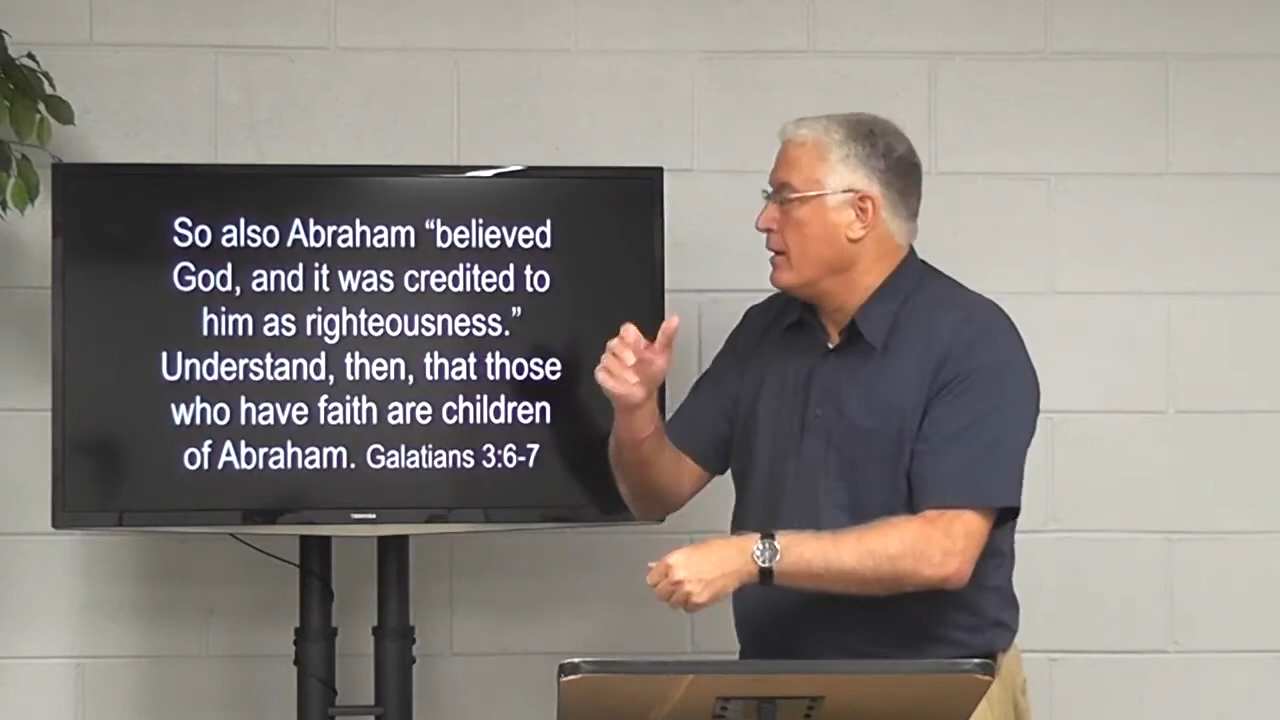 So also Abraham “believed
God, and it was credited to
him as righteousness.”
Understand, then, that those
who have faith are children
of Abraham. Galatians 3:6-7
TOSHIBA